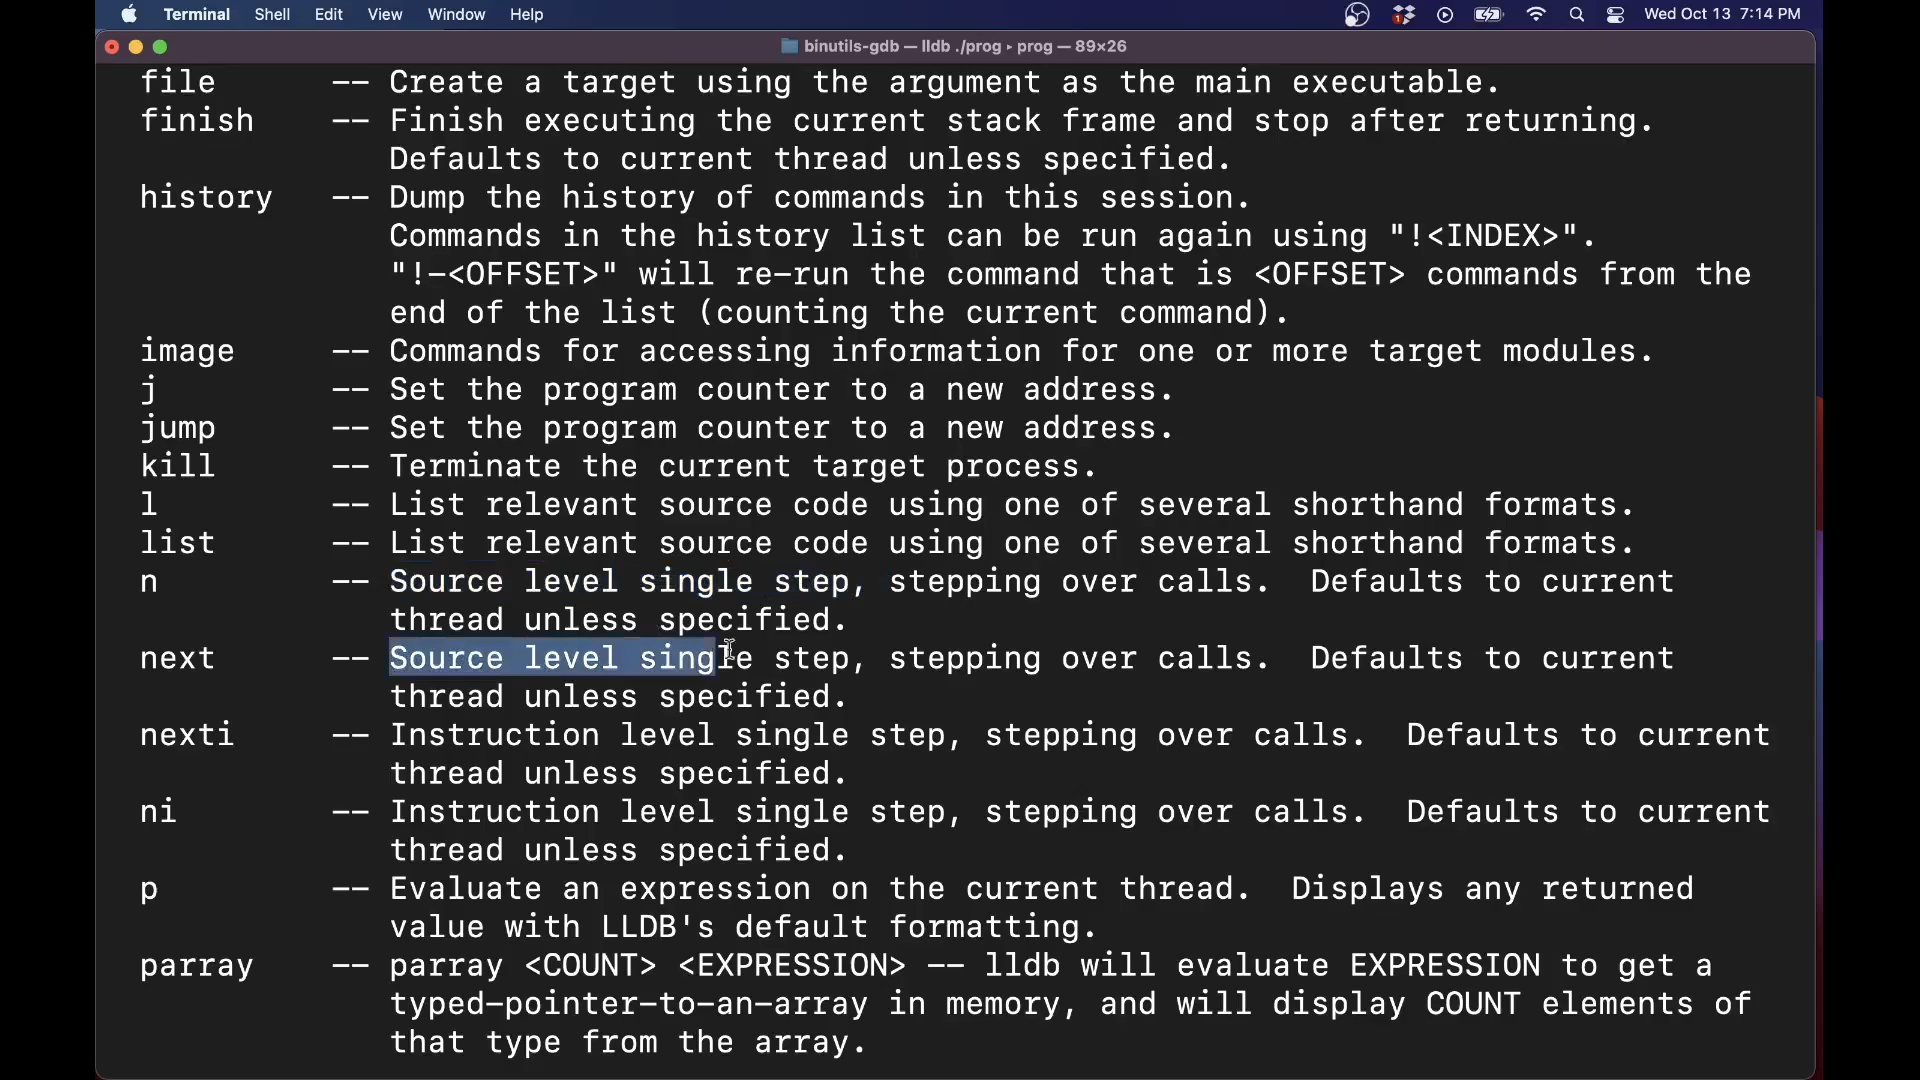 Terminal Shell Edit View Window Help 1 Wed Oct 13 7:14 PM
binutils-gdb — lldb ./prog ▸ prog — 89×26
file -- Create a target using the argument as the main executable.
finish -- Finish executing the current stack frame and stop after returning.
Defaults to current thread unless specified.
history -- Dump the history of commands in this session.
Commands in the history list can be run again using "!<INDEX>".
"!-<OFFSET>" will re-run the command that is <OFFSET> commands from the
end of the list (counting the current command).
image -- Commands for accessing information for one or more target modules.
j -- Set the program counter to a new address.
jump -- Set the program counter to a new address.
kill -- Terminate the current target process.
l -- List relevant source code using one of several shorthand formats.
list -- List relevant source code using one of several shorthand formats.
n -- Source level single step, stepping over calls.  Defaults to current
thread unless specified.
next -- Source level single step, stepping over calls.  Defaults to current
thread unless specified.
nexti -- Instruction level single step, stepping over calls.  Defaults to current
thread unless specified.
ni -- Instruction level single step, stepping over calls.  Defaults to current
thread unless specified.
p -- Evaluate an expression on the current thread.  Displays any returned
value with LLDB's default formatting.
parray -- parray <COUNT> <EXPRESSION> -- lldb will evaluate EXPRESSION to get a
typed-pointer-to-an-array in memory, and will display COUNT elements of
that type from the array.